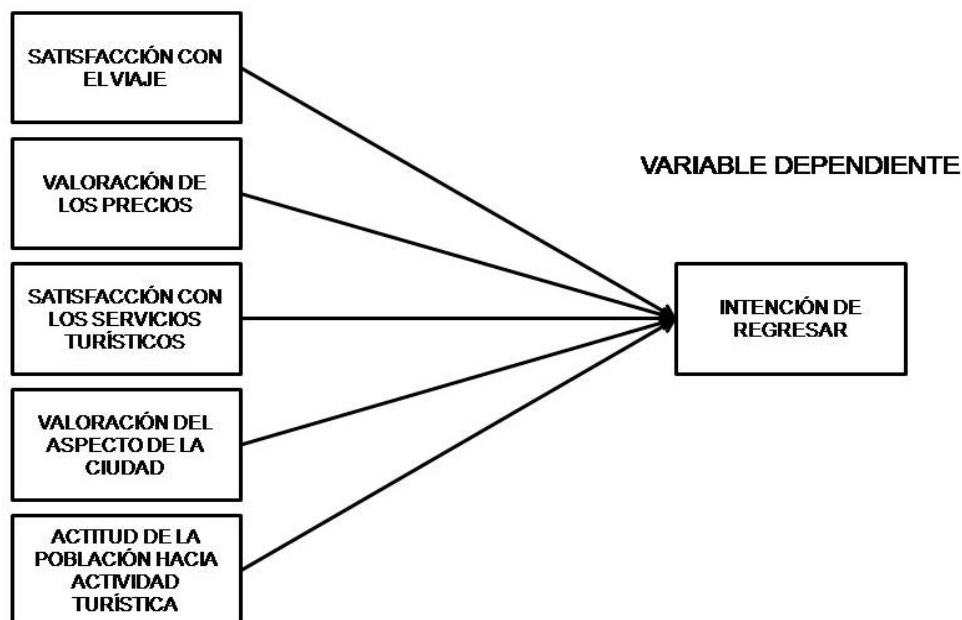 SATISFACCIÓN CON
EL VIAJE
VALORACIÓN DE
LOS PRECIOS
SATISFACCIÓN CON
LOS SERVICIOS
TURÍSTICOS
VALORACIÓN DEL
ASPECTO DE LA
CIUDAD
ACTITUD DE LA
POBLACIÓN HACIA
ACTIVIDAD
TURÍSTICA
VARIABLE DEPENDIENTE
INTENCIÓN DE
REGRESAR